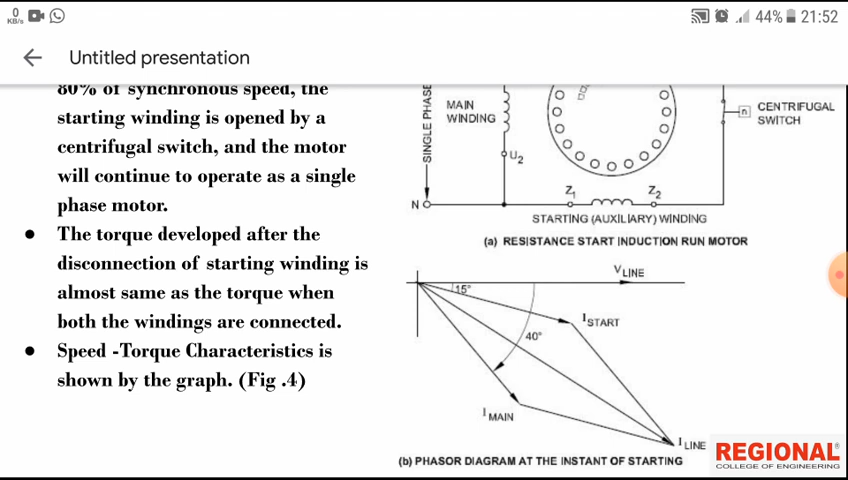 0
KB/s
44%
21:52
Untitled presentation
80% of synchronous speed, the
starting winding is opened by a
centrifugal switch, and the motor
will continue to operate as a single
phase motor.
● The torque developed after the
disconnection of starting winding is
almost same as the torque when
both the windings are connected.
● Speed -Torque Characteristics is
shown by the graph. (Fig .4)
SINGLE PHASE
MAIN
WINDING
U2
N
Z1
Z2
n
CENTRIFUGAL
SWITCH
STARTING (AUXILIARY) WINDING
(a) RESISTANCE START INDUCTION RUN MOTOR
V LINE
15°
I START
40°
I MAIN
I LINE
(b) PHASOR DIAGRAM AT THE INSTANT OF STARTING
REGIONAL
COLLEGE OF ENGINEERING